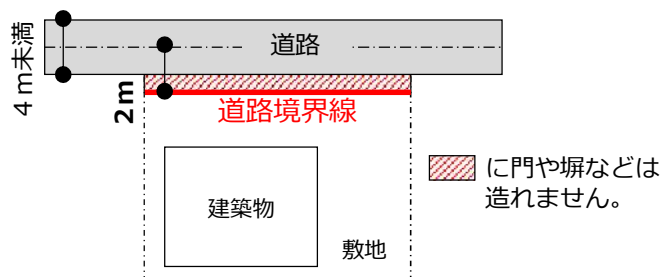 道路
4m未満
2m
道路境界線
に門や塀などは
造れません。
建築物
敷地